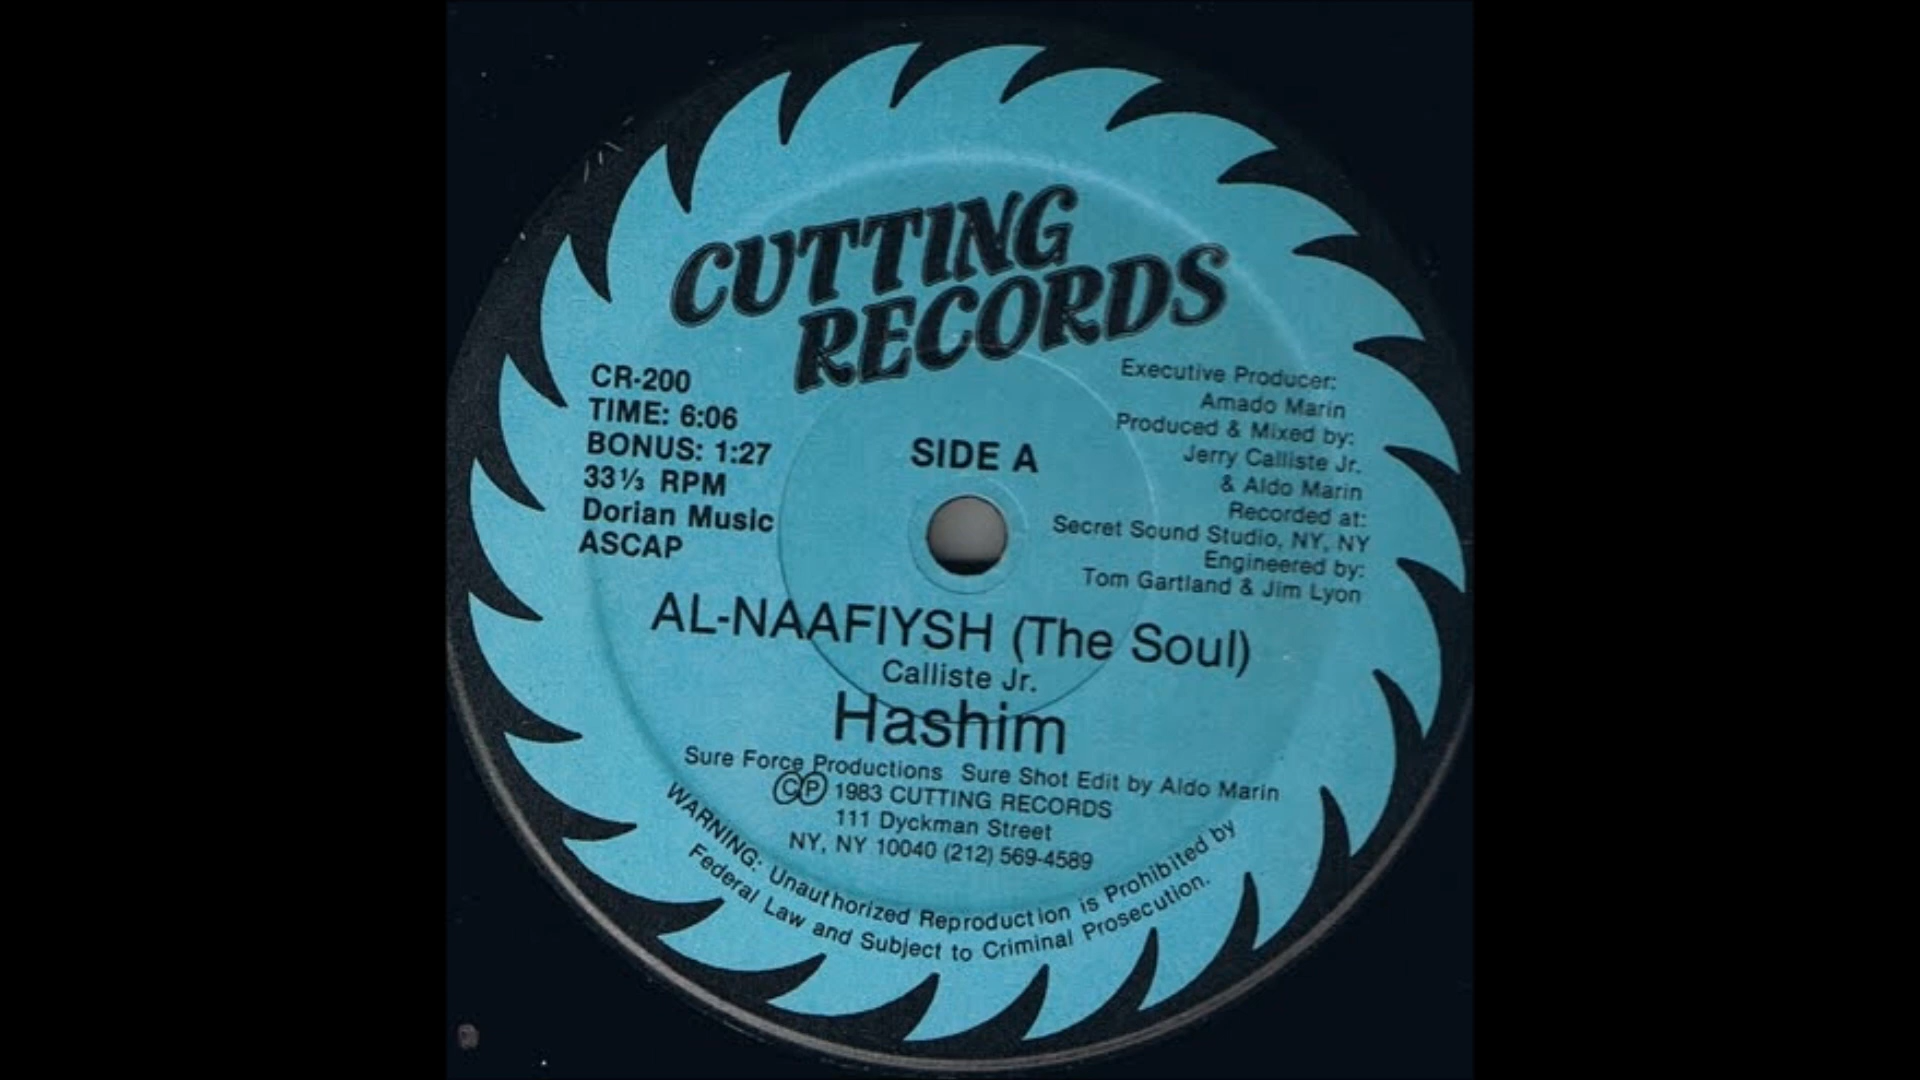 CUTTING
RECORDS
CR-200
TIME: 6:06
BONUS: 1:27
33⅓ RPM
Dorian Music
ASCAP
SIDE A
Executive Producer:
Amado Marin
Produced & Mixed by:
Jerry Calliste Jr.
& Aldo Marin
Recorded at:
Secret Sound Studio, NY, NY
Engineered by:
Tom Gartland & Jim Lyon
AL-NAAFIYSH (The Soul)
Calliste Jr.
Hashim
Sure Force Productions Sure Shot Edit by Aldo Marin
©℗ 1983 CUTTING RECORDS
111 Dyckman Street
NY, NY 10040 (212) 569-4589
WARNING: Unauthorized Reproduction is Prohibited by
Federal Law and Subject to Criminal Prosecution.